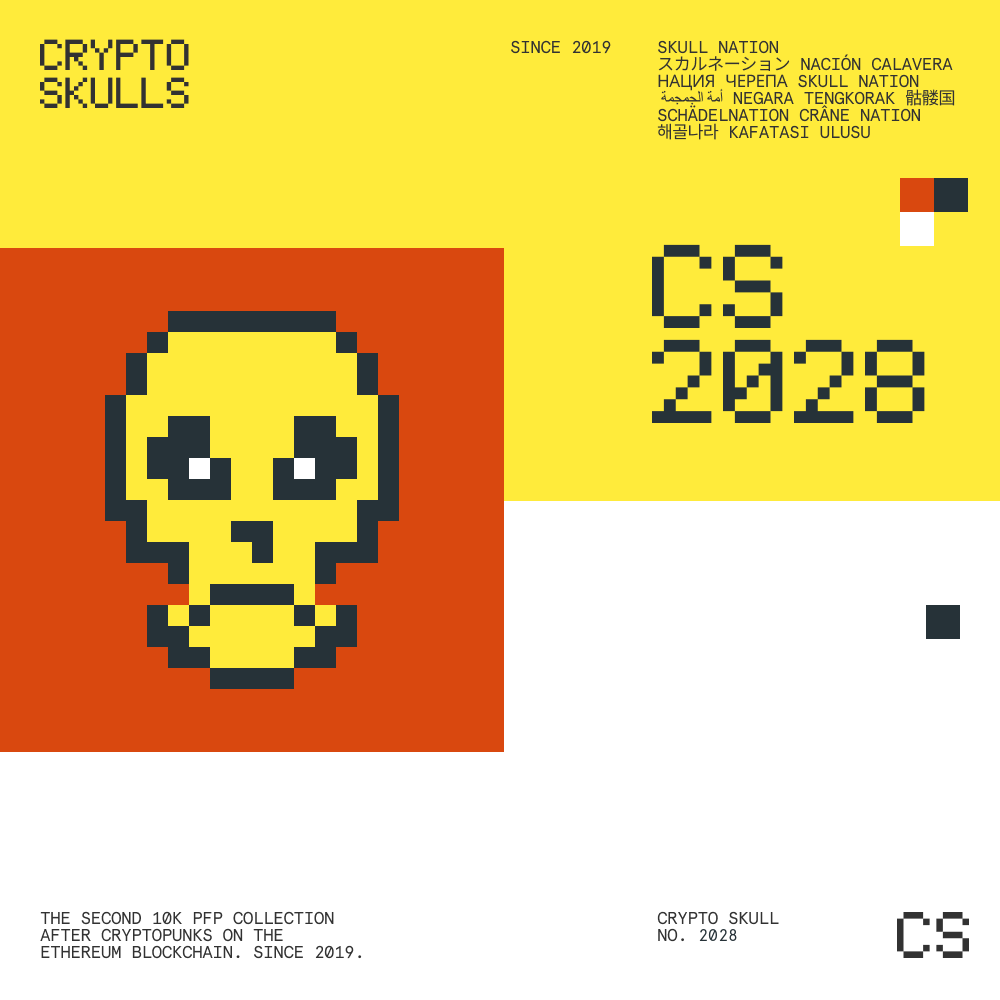 CRYPTO
SKULLS
SINCE 2019
SKULL NATION
スカルネーション NACIÓN CALAVERA
НАЦИЯ ЧЕРЕПА SKULL NATION
أمة الجمجمة NEGARA TENGKORAK 骷髅国
SCHÄDELNATION CRÂNE NATION
해골나라 KAFATASI ULUSU
CS
2028
THE SECOND 10K PFP COLLECTION
AFTER CRYPTOPUNKS ON THE
ETHEREUM BLOCKCHAIN. SINCE 2019.
CRYPTO SKULL
NO. 2028
CS